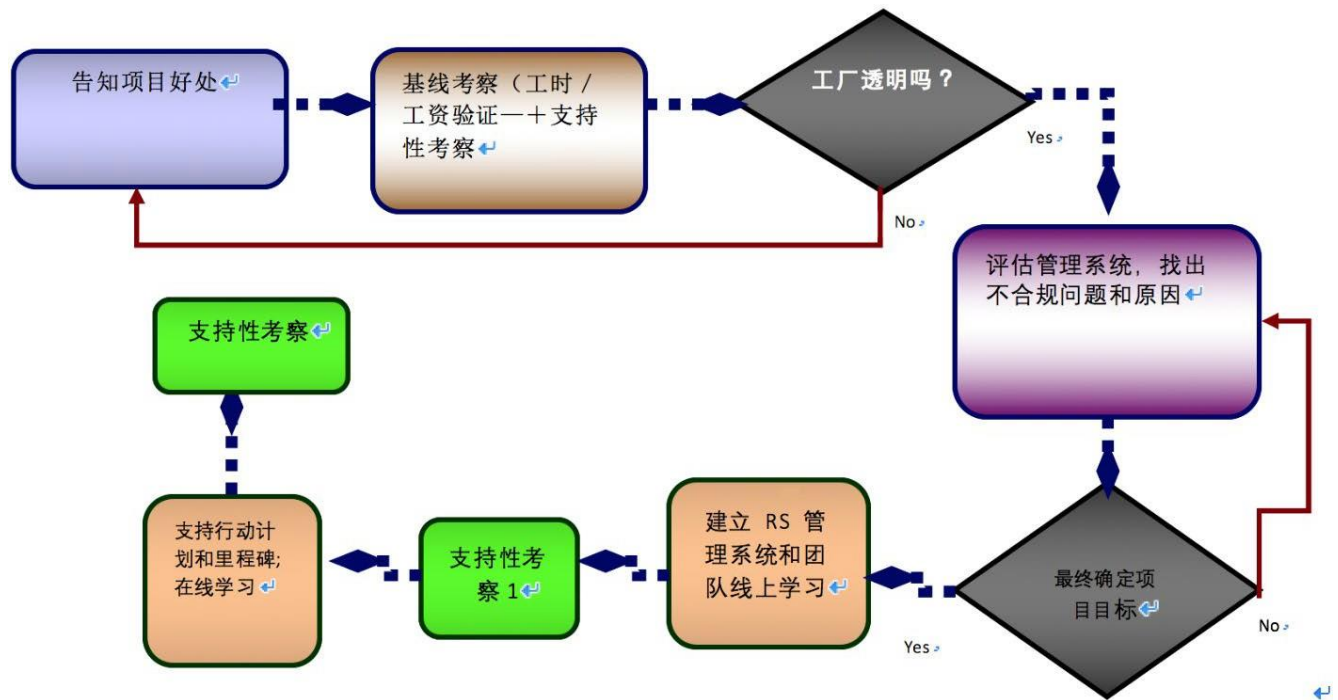 告知项目好处
基线考察（工时/
工资验证—＋支持
性考察
工厂透明吗？
Yes
No
评估管理系统，找出
不合规问题和原因
最终确定项
目目标
No
Yes
建立 RS 管
理系统和团
队线上学习
支持性考
察1
支持行动计
划和里程碑;
在线学习
支持性考察